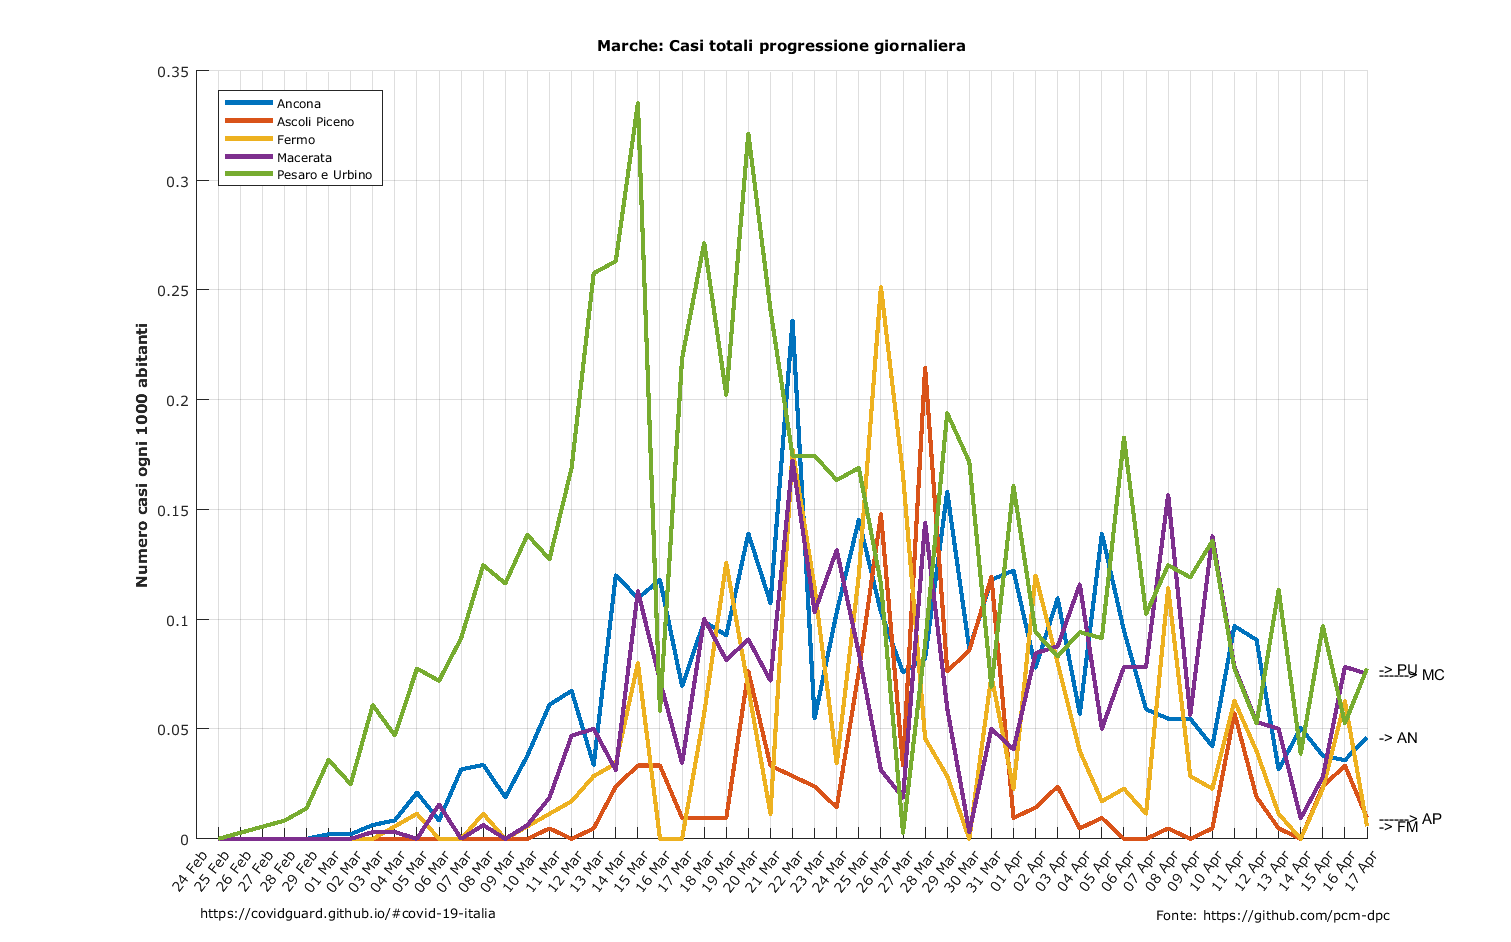 Marche: Casi totali progressione giornaliera
Numero casi ogni 1000 abitanti
0.35
0.3
0.25
0.2
0.15
0.1
0.05
0
Ancona
Ascoli Piceno
Fermo
Macerata
Pesaro e Urbino
-> PU
-----> MC
-> AN
-----> AP
-> FM
24 Feb
25 Feb
26 Feb
27 Feb
28 Feb
29 Feb
01 Mar
02 Mar
03 Mar
04 Mar
05 Mar
06 Mar
07 Mar
08 Mar
09 Mar
10 Mar
11 Mar
12 Mar
13 Mar
14 Mar
15 Mar
16 Mar
17 Mar
18 Mar
19 Mar
20 Mar
21 Mar
22 Mar
23 Mar
24 Mar
25 Mar
26 Mar
27 Mar
28 Mar
29 Mar
30 Mar
31 Mar
01 Apr
02 Apr
03 Apr
04 Apr
05 Apr
06 Apr
07 Apr
08 Apr
09 Apr
10 Apr
11 Apr
12 Apr
13 Apr
14 Apr
15 Apr
16 Apr
17 Apr
https://covidguard.github.io/#covid-19-italia
Fonte: https://github.com/pcm-dpc